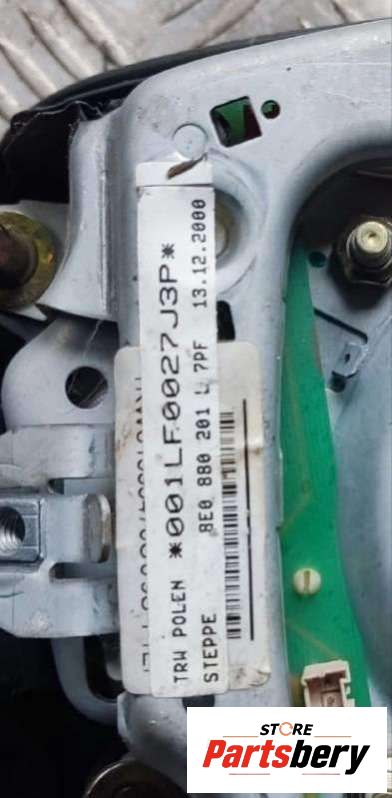 TRW POLEN *001LF0027J3P* 13.12.2000
STEPPE 8E0 880 201 L 7PF
STORE
Partsbery